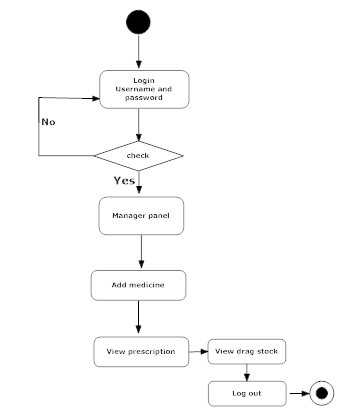 Login
Username and
password
No
check
Yes
Manager panel
Add medicine
View prescription
View drag stock
Log out